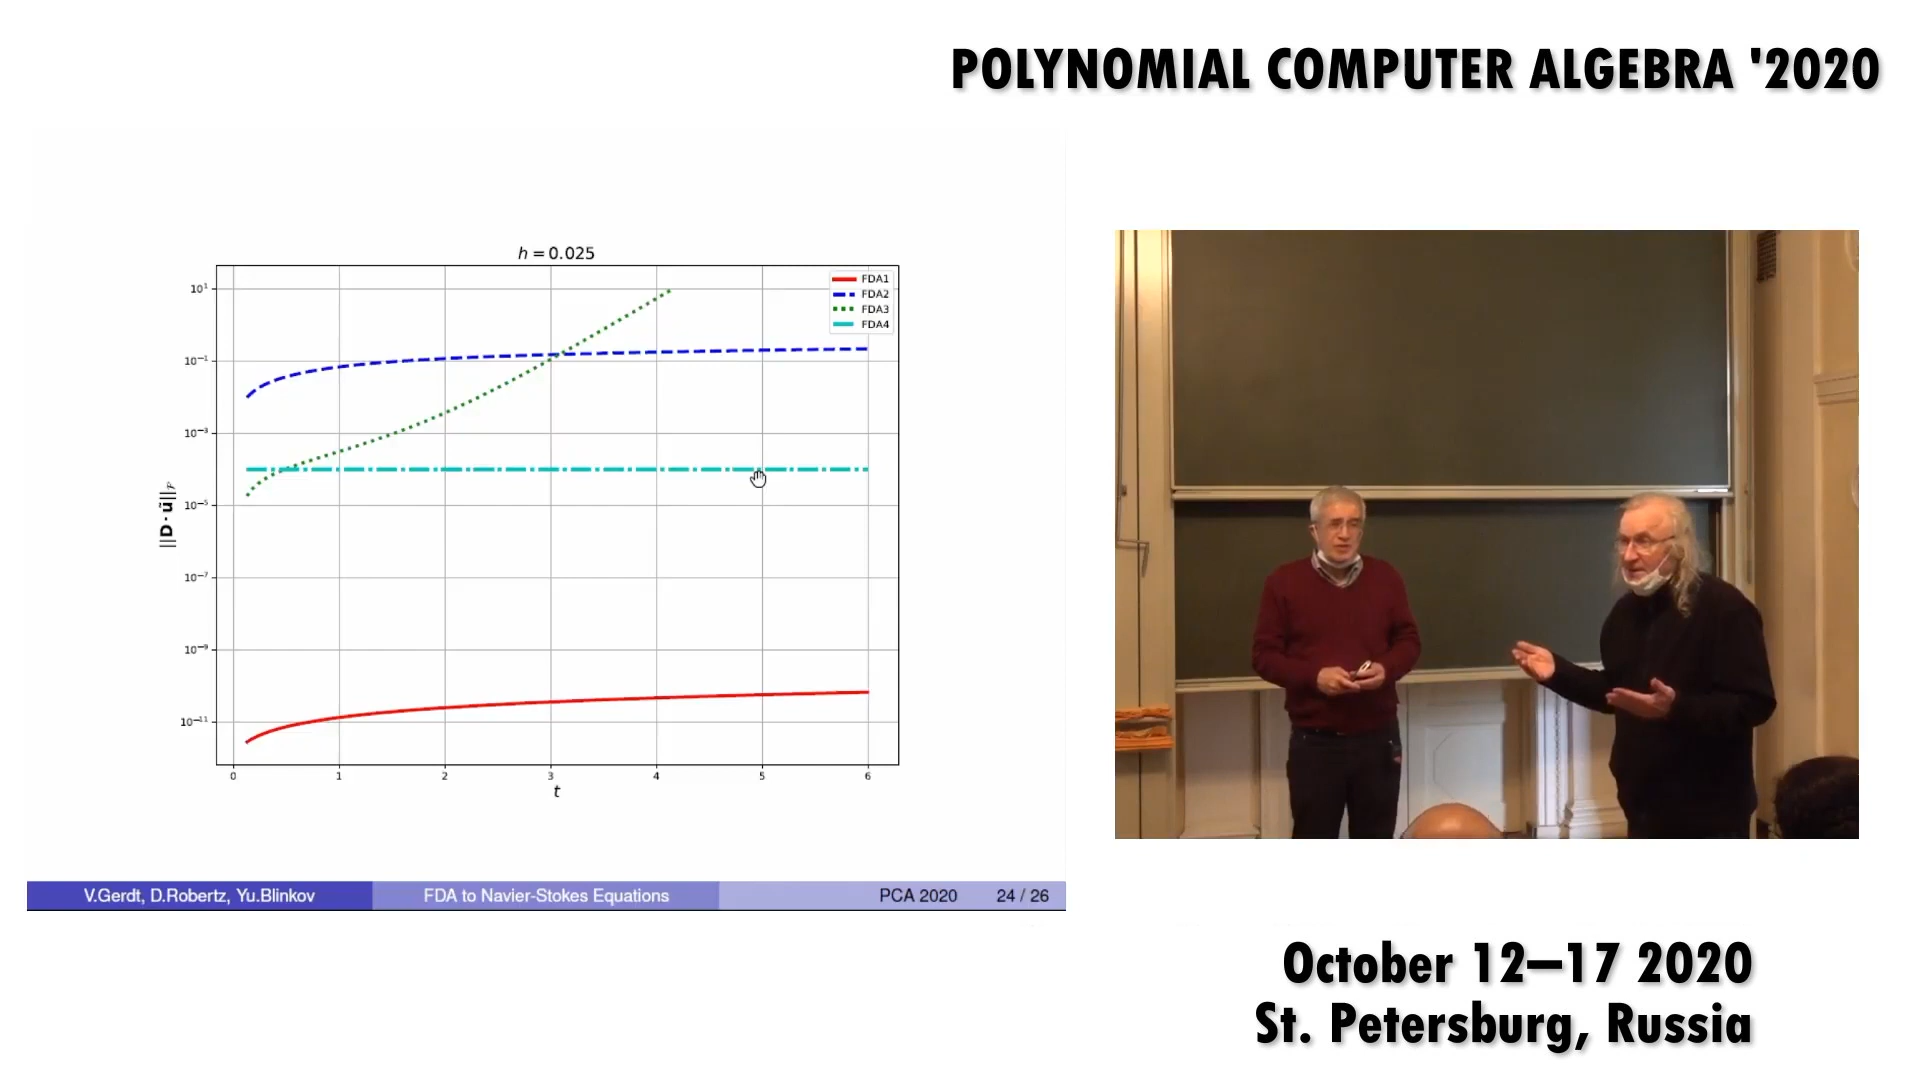 POLYNOMIAL COMPUTER ALGEBRA '2020
h = 0.025
FDA1
FDA2
FDA3
FDA4
10¹
10⁻¹
10⁻³
10⁻⁵
10⁻⁷
10⁻⁹
10⁻¹¹
||D · ũ||
0 1 2 3 4 5 6
t
V.Gerdt, D.Robertz, Yu.Blinkov FDA to Navier-Stokes Equations PCA 2020 24 / 26
October 12–17 2020
St. Petersburg, Russia